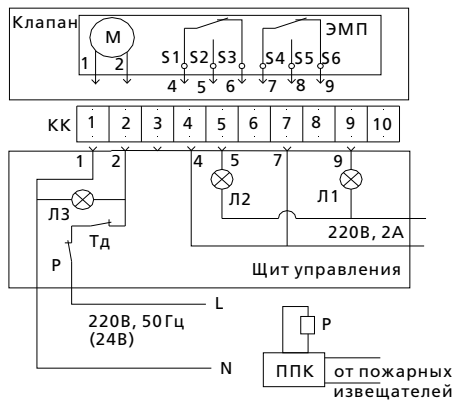 Клапан
ЭМП
М
1 2
S1 S2 S3 S4 S5 S6
4 5 6 7 8 9
КК 1 2 3 4 5 6 7 8 9 10
1 2 4 5 7 9
Л3 Л2 Л1
Тд
220В, 2А
Р
Щит управления
L
220В, 50Гц
(24В)
N
Р
ППК
от пожарных
извещателей